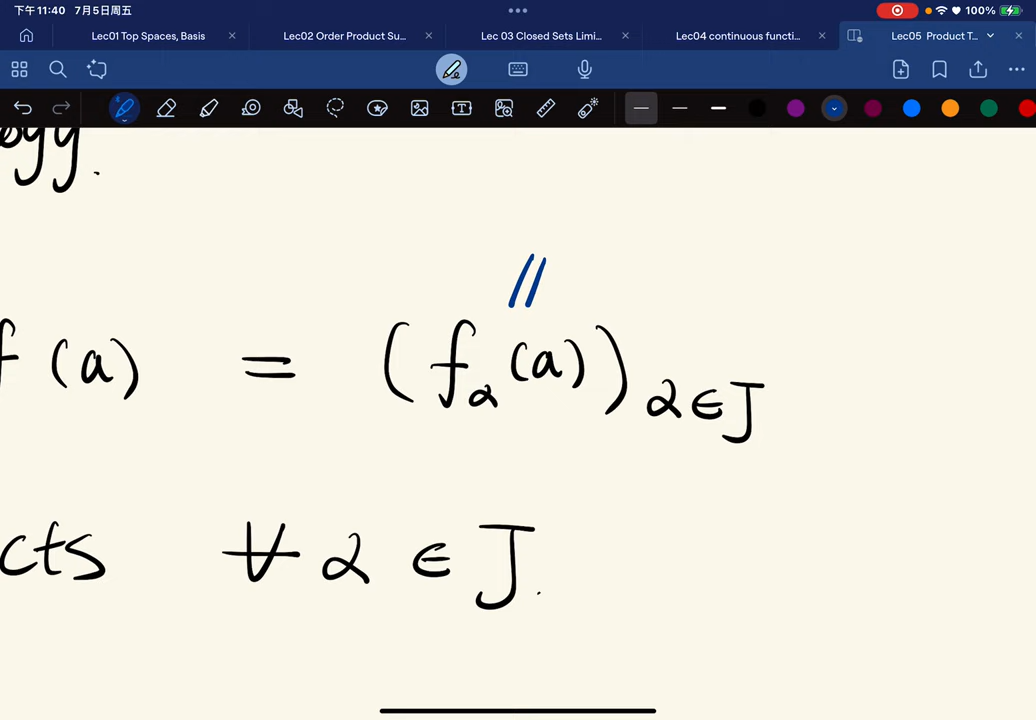 下午11:40 7月5日周五
100%
Lec01 Top Spaces, Basis
Lec02 Order Product Su...
Lec 03 Closed Sets Limi...
Lec04 continuous functi...
Lec05 Product T...
ogy.
//
f(a) = (f_α(a))_{α∈J}
cts ∀ α ∈ J.